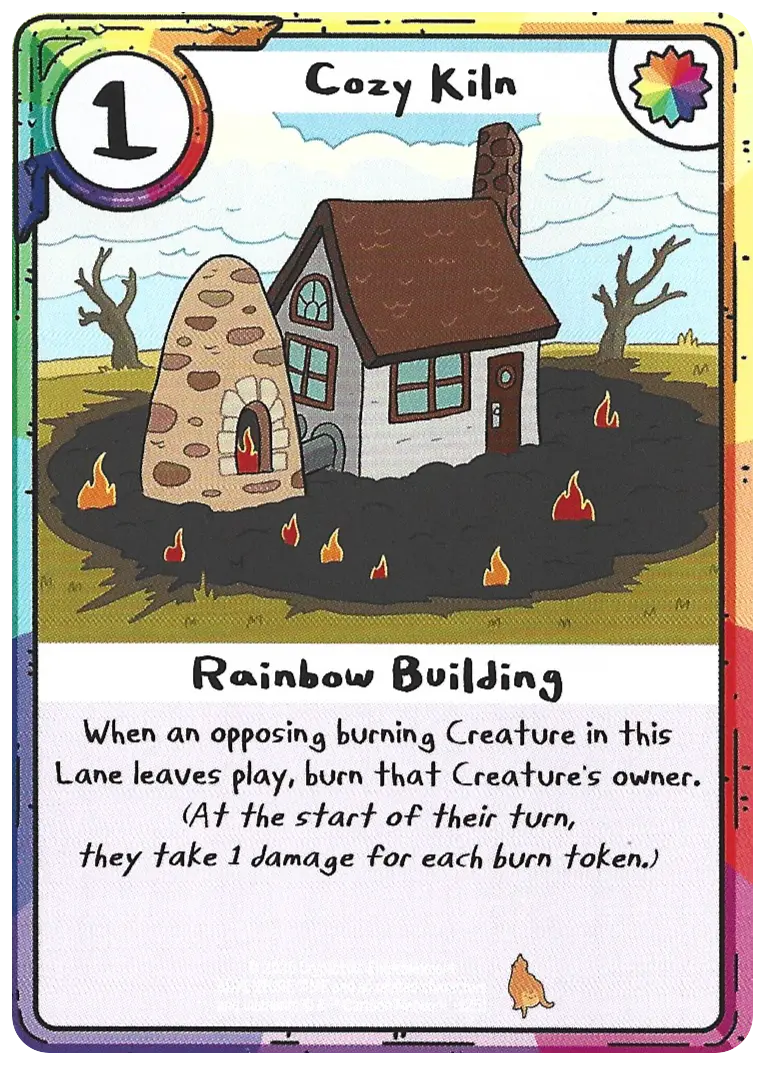 1
Cozy Kiln
Rainbow Building
When an opposing burning Creature in this
Lane leaves play, burn that Creature's owner.
(At the start of their turn,
they take 1 damage for each burn token.)